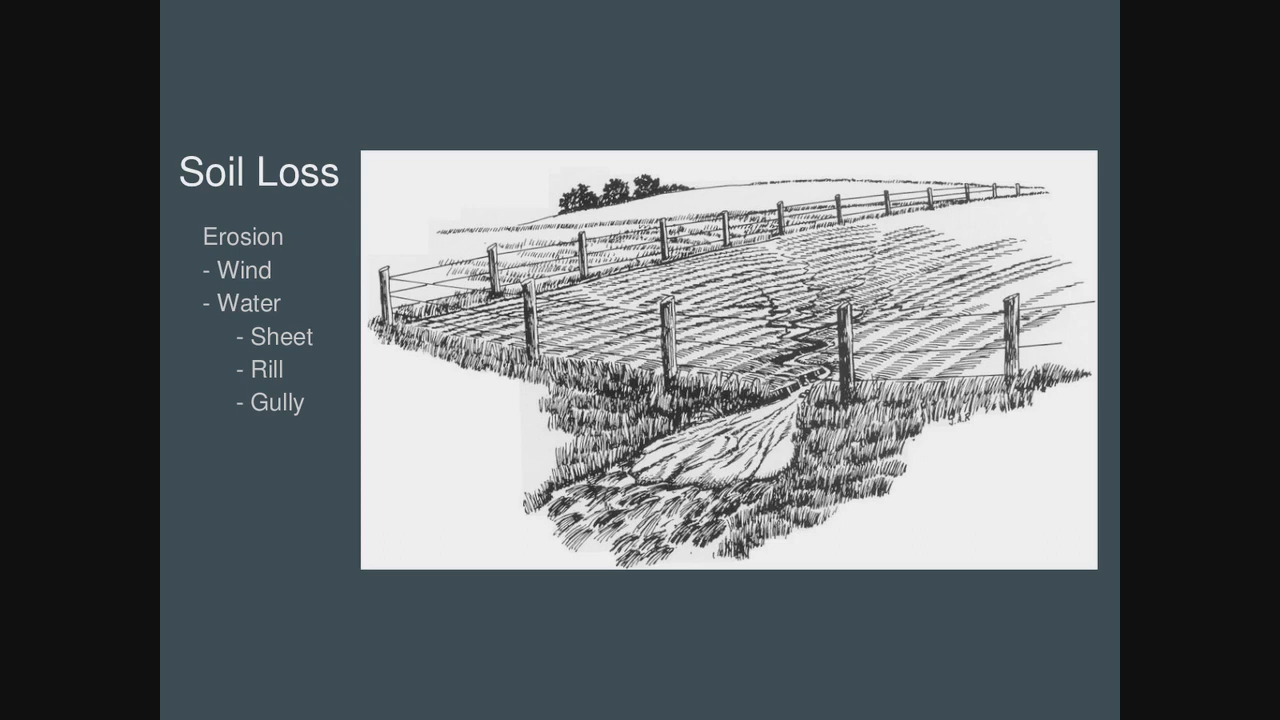 Soil Loss
Erosion
- Wind
- Water
- Sheet
- Rill
- Gully